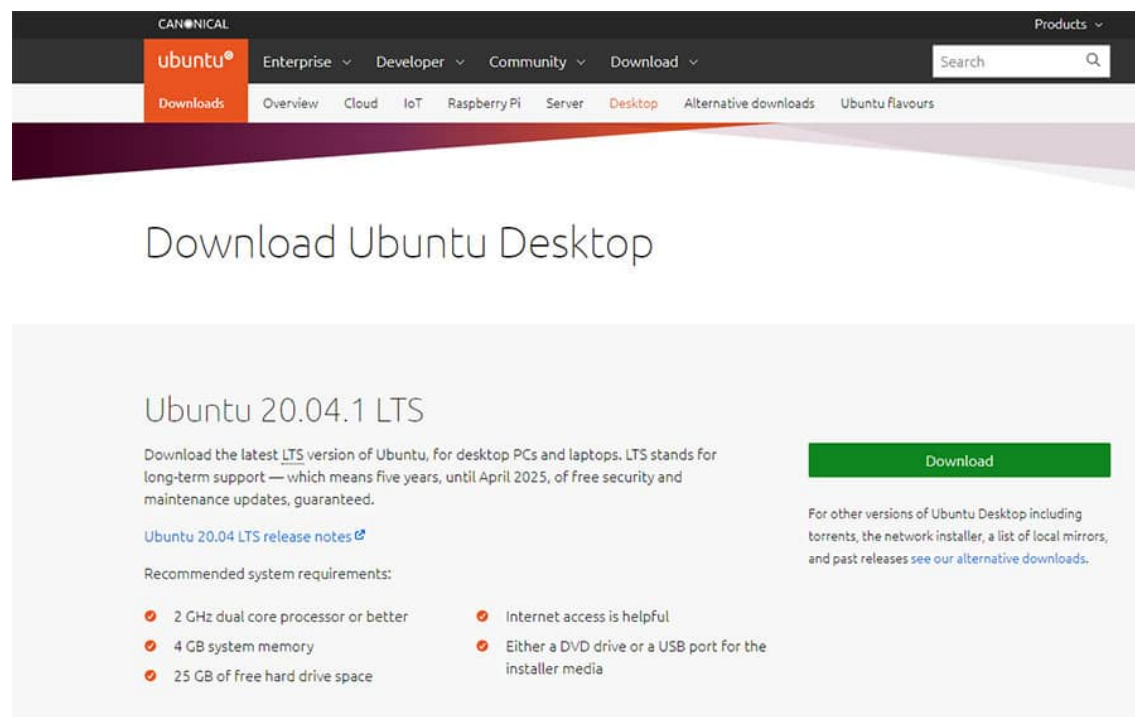 CANONICAL Products
ubuntu® Enterprise Developer Community Download Search
Downloads Overview Cloud IoT Raspberry Pi Server Desktop Alternative downloads Ubuntu flavours
Download Ubuntu Desktop
Ubuntu 20.04.1 LTS
Download the latest LTS version of Ubuntu, for desktop PCs and laptops. LTS stands for
long-term support — which means five years, until April 2025, of free security and
maintenance updates, guaranteed.
Ubuntu 20.04 LTS release notes
Recommended system requirements:
2 GHz dual core processor or better
4 GB system memory
25 GB of free hard drive space
Internet access is helpful
Either a DVD drive or a USB port for the
installer media
Download
For other versions of Ubuntu Desktop including
torrents, the network installer, a list of local mirrors,
and past releases see our alternative downloads.